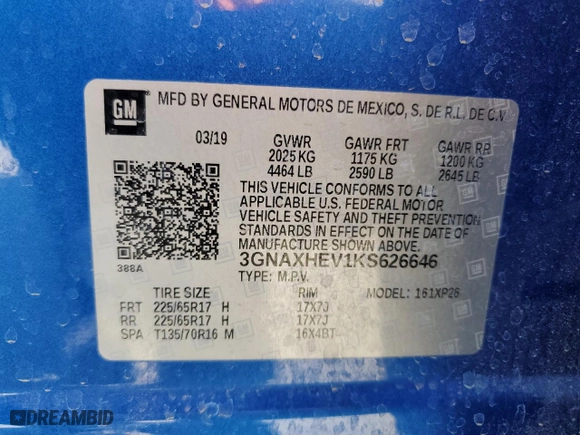 GM
MFD BY GENERAL MOTORS DE MEXICO, S. DE R.L. DE C.V.
03/19 GVWR GAWR FRT GAWR RR
2025 KG 1175 KG 1200 KG
4464 LB 2590 LB 2645 LB
THIS VEHICLE CONFORMS TO ALL
APPLICABLE U.S. FEDERAL MOTOR
VEHICLE SAFETY AND THEFT PREVENTION
STANDARDS IN EFFECT ON THE DATE OF
MANUFACTURE SHOWN ABOVE.
388A
3GNAXHEV1KS626646
TYPE: M.P.V. MODEL: 161XP26
TIRE SIZE RIM
FRT 225/65R17 H 17X7J
RR 225/65R17 H 17X7J
SPA T135/70R16 M 16X4BT
DREAMBID